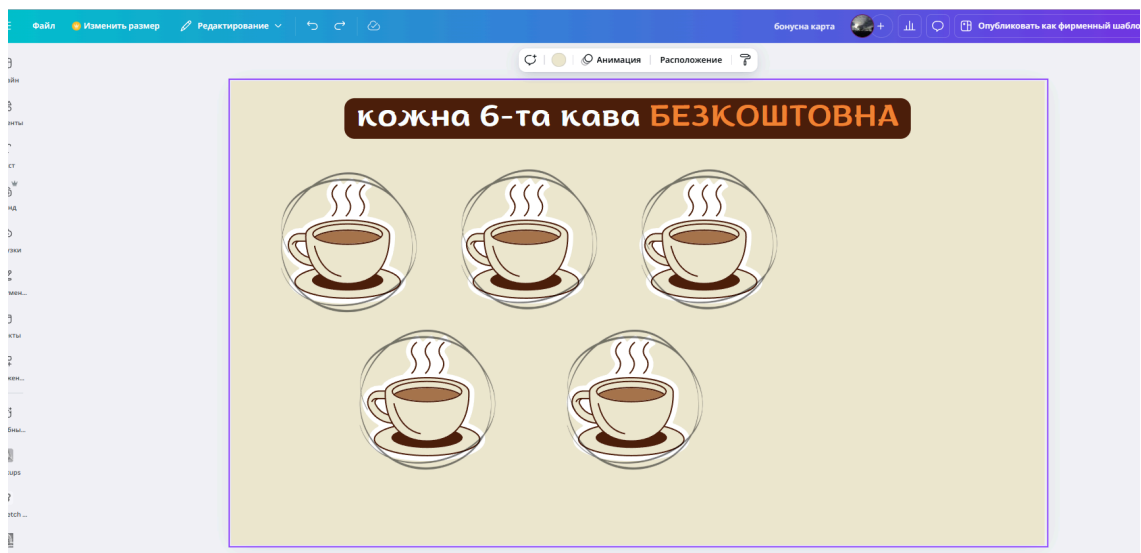 Файл
Изменить размер
Редактирование
бонусна карта
+
Опубликовать как фирменный шабло
Анимация
Расположение
кожна 6-та кава БЕЗКОШТОВНА